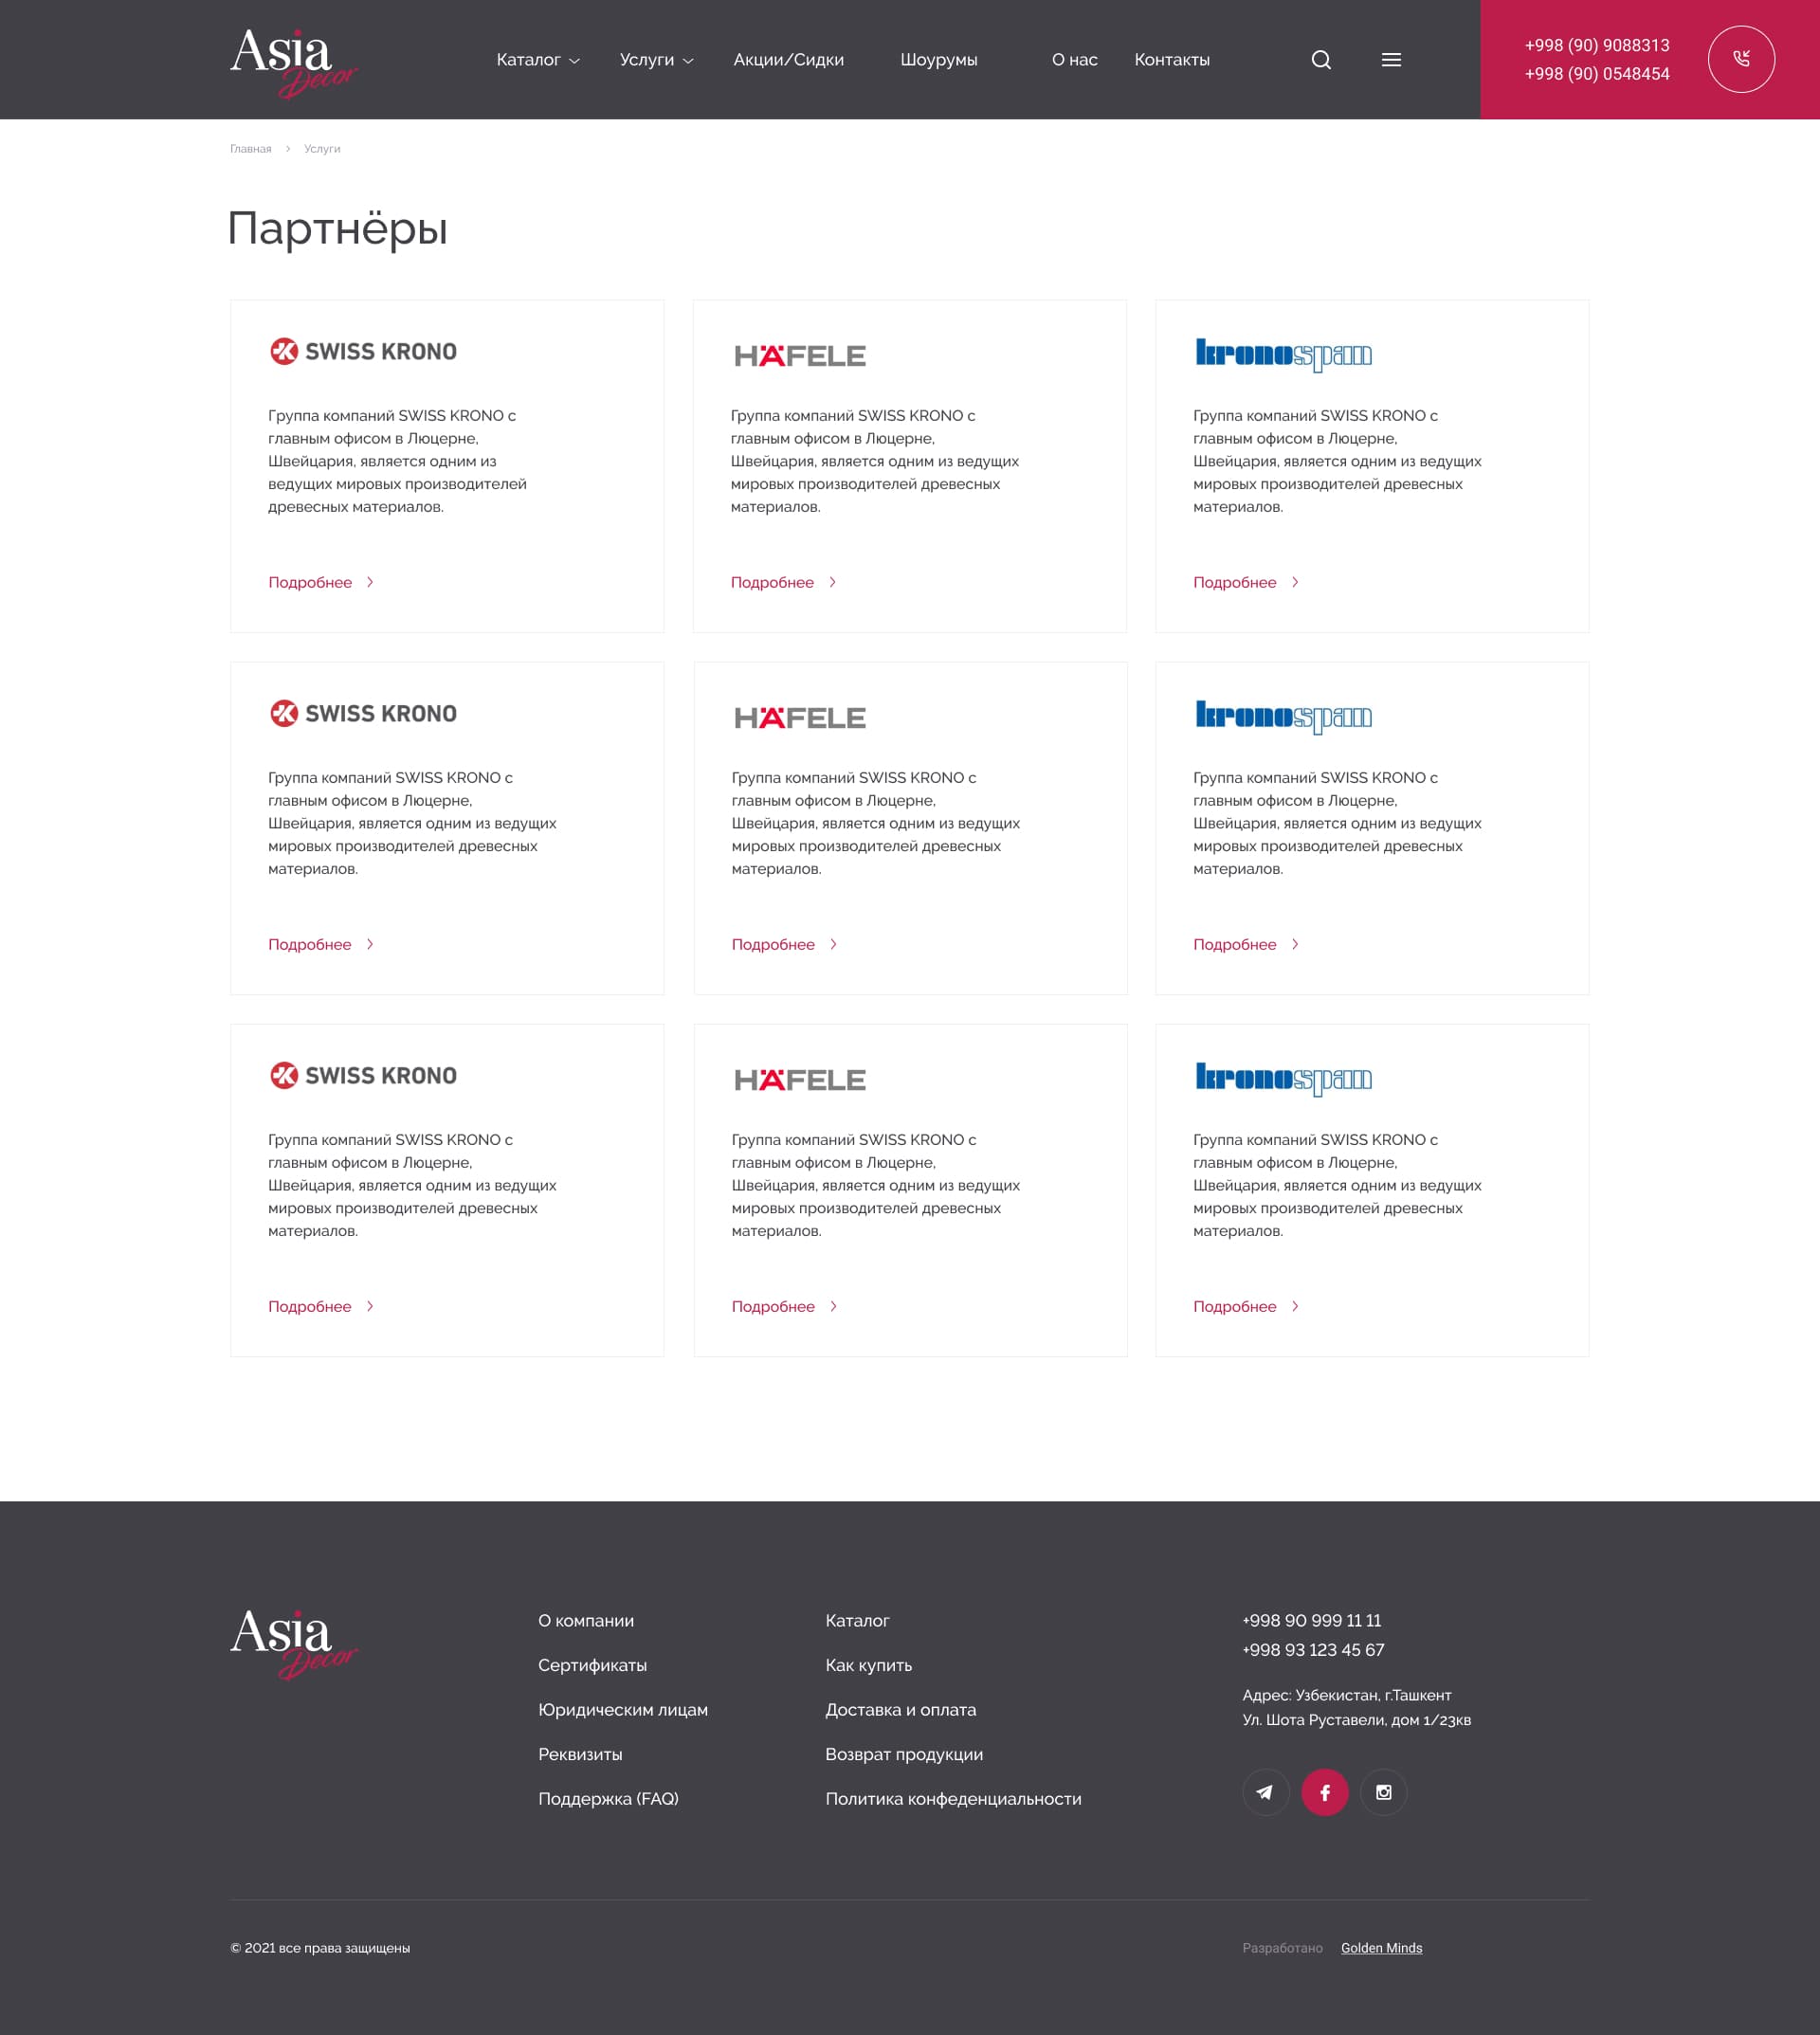 Asia
Decor
Каталог Услуги Акции/Сидки Шоурумы О нас Контакты
+998 (90) 9088313
+998 (90) 0548454
Главная > Услуги
Партнёры
SWISS KRONO
Группа компаний SWISS KRONO с
главным офисом в Люцерне,
Швейцария, является одним из
ведущих мировых производителей
древесных материалов.
Подробнее
HÄFELE
Группа компаний SWISS KRONO с
главным офисом в Люцерне,
Швейцария, является одним из ведущих
мировых производителей древесных
материалов.
Подробнее
kronospan
Группа компаний SWISS KRONO с
главным офисом в Люцерне,
Швейцария, является одним из ведущих
мировых производителей древесных
материалов.
Подробнее
SWISS KRONO
Группа компаний SWISS KRONO с
главным офисом в Люцерне,
Швейцария, является одним из ведущих
мировых производителей древесных
материалов.
Подробнее
HÄFELE
Группа компаний SWISS KRONO с
главным офисом в Люцерне,
Швейцария, является одним из ведущих
мировых производителей древесных
материалов.
Подробнее
kronospan
Группа компаний SWISS KRONO с
главным офисом в Люцерне,
Швейцария, является одним из ведущих
мировых производителей древесных
материалов.
Подробнее
SWISS KRONO
Группа компаний SWISS KRONO с
главным офисом в Люцерне,
Швейцария, является одним из ведущих
мировых производителей древесных
материалов.
Подробнее
HÄFELE
Группа компаний SWISS KRONO с
главным офисом в Люцерне,
Швейцария, является одним из ведущих
мировых производителей древесных
материалов.
Подробнее
kronospan
Группа компаний SWISS KRONO с
главным офисом в Люцерне,
Швейцария, является одним из ведущих
мировых производителей древесных
материалов.
Подробнее
Asia
Decor
О компании
Сертификаты
Юридическим лицам
Реквизиты
Поддержка (FAQ)
Каталог
Как купить
Доставка и оплата
Возврат продукции
Политика конфеденциальности
+998 90 999 11 11
+998 93 123 45 67
Адрес: Узбекистан, г.Ташкент
Ул. Шота Руставели, дом 1/23кв
© 2021 все права защищены
Разработано Golden Minds